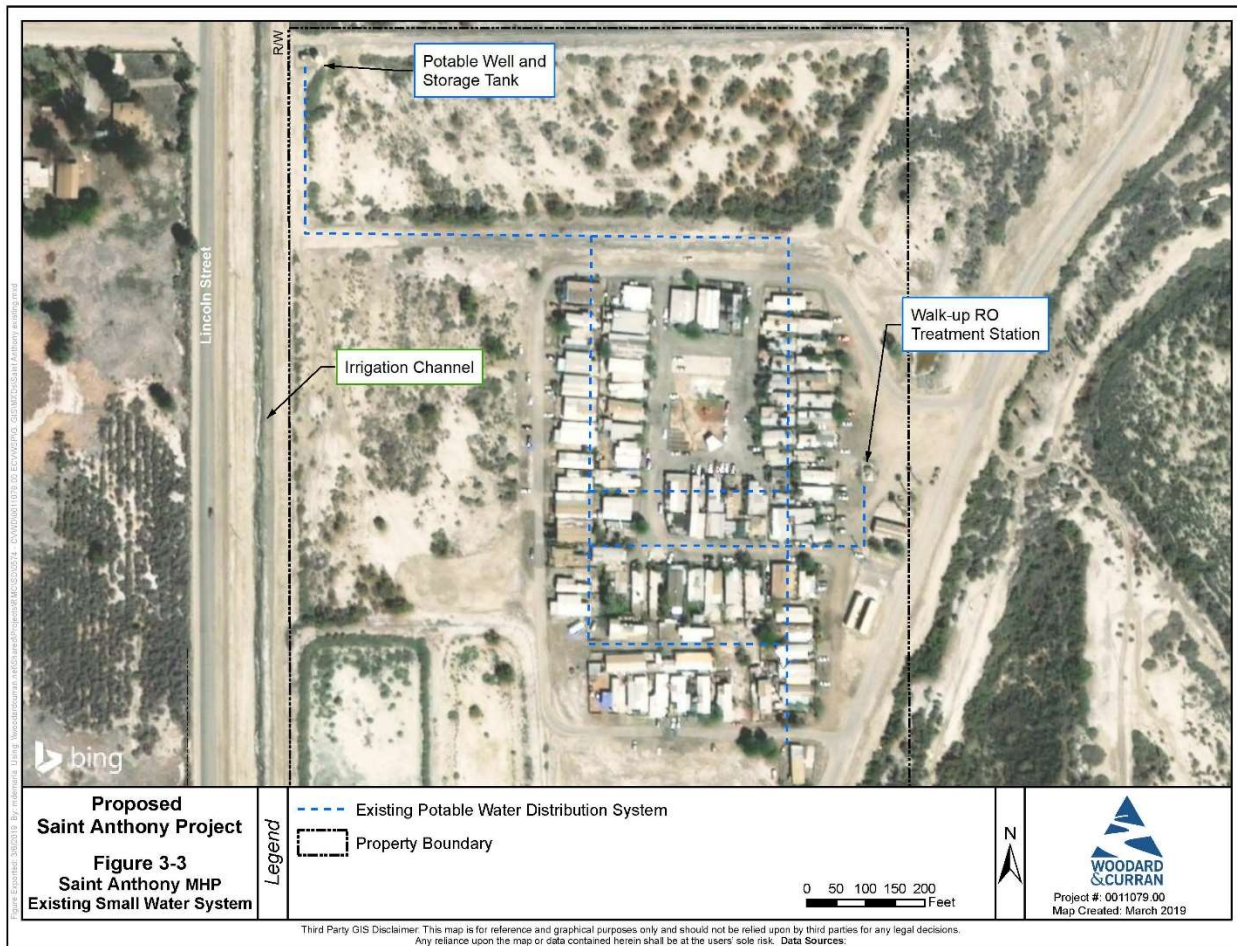 R/W
Potable Well and
Storage Tank
Lincoln Street
Irrigation Channel
Walk-up RO
Treatment Station
bing
Proposed
Saint Anthony Project
Figure 3-3
Saint Anthony MHP
Existing Small Water System
Legend
Existing Potable Water Distribution System
Property Boundary
0 50 100 150 200
Feet
N
WOODARD
&CURRAN
Project #: 0011079.00
Map Created: March 2019
Third Party GIS Disclaimer: This map is for reference and graphical purposes only and should not be relied upon by third parties for any legal decisions.
Any reliance upon the map or data contained herein shall be at the users' sole risk. Data Sources: